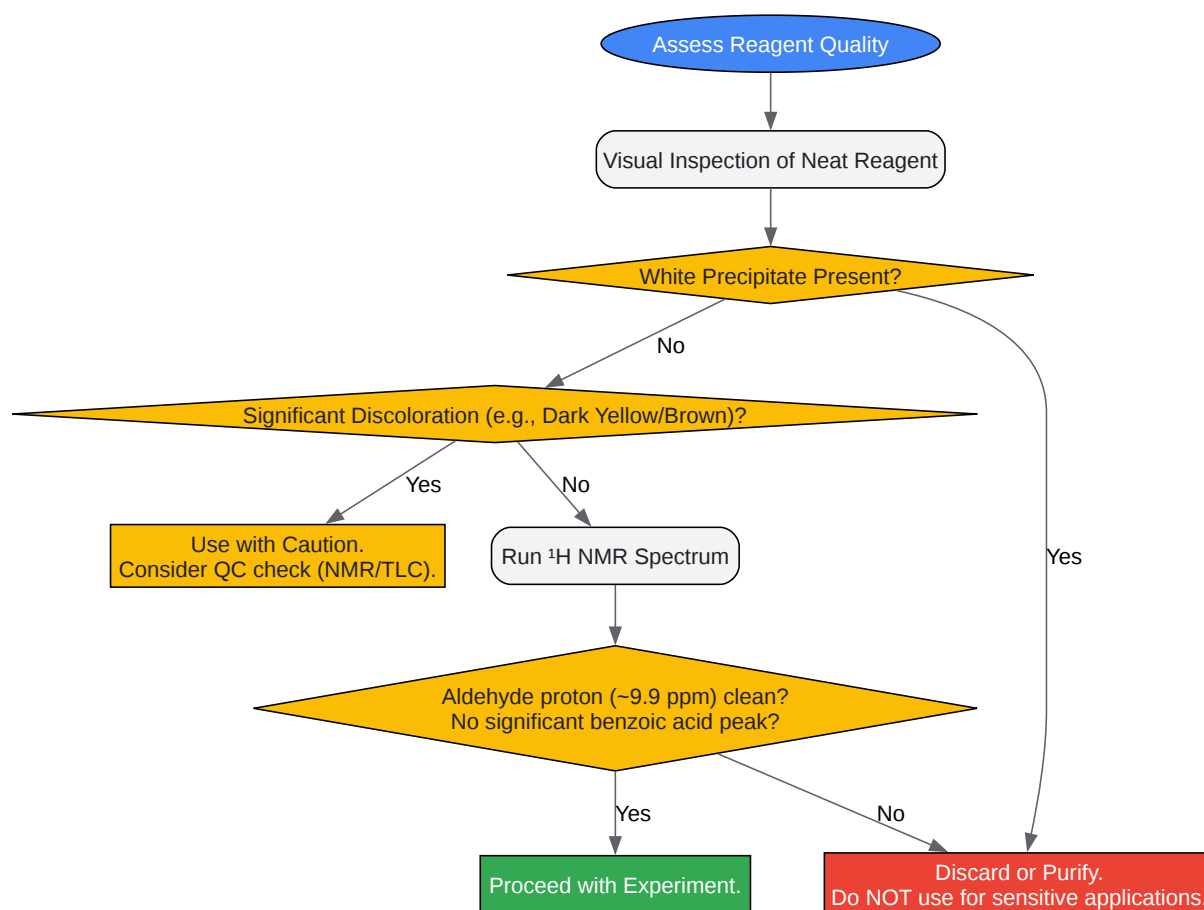 Assess Reagent Quality
Visual Inspection of Neat Reagent
White Precipitate Present?
No
Significant Discoloration (e.g., Dark Yellow/Brown)?
Yes
No
Use with Caution.
Consider QC check (NMR/TLC).
Run ¹H NMR Spectrum
Yes
Aldehyde proton (~9.9 ppm) clean?
No significant benzoic acid peak?
Yes
No
Proceed with Experiment.
Discard or Purify.
Do NOT use for sensitive applications